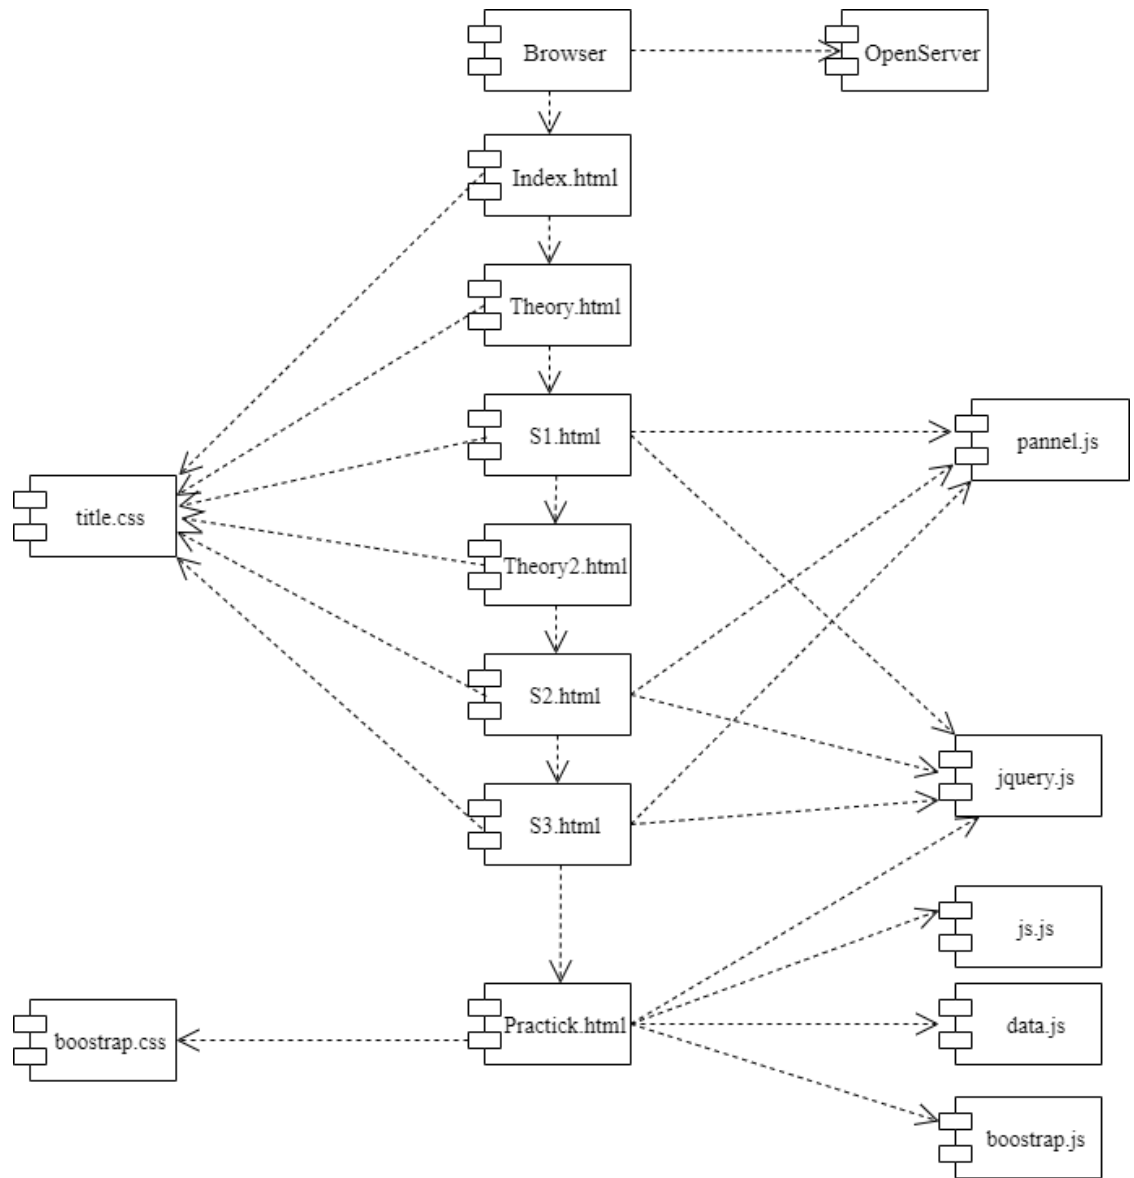 Browser
OpenServer
Index.html
Theory.html
S1.html
pannel.js
title.css
Theory2.html
S2.html
jquery.js
S3.html
js.js
Practick.html
data.js
boostrap.css
boostrap.js